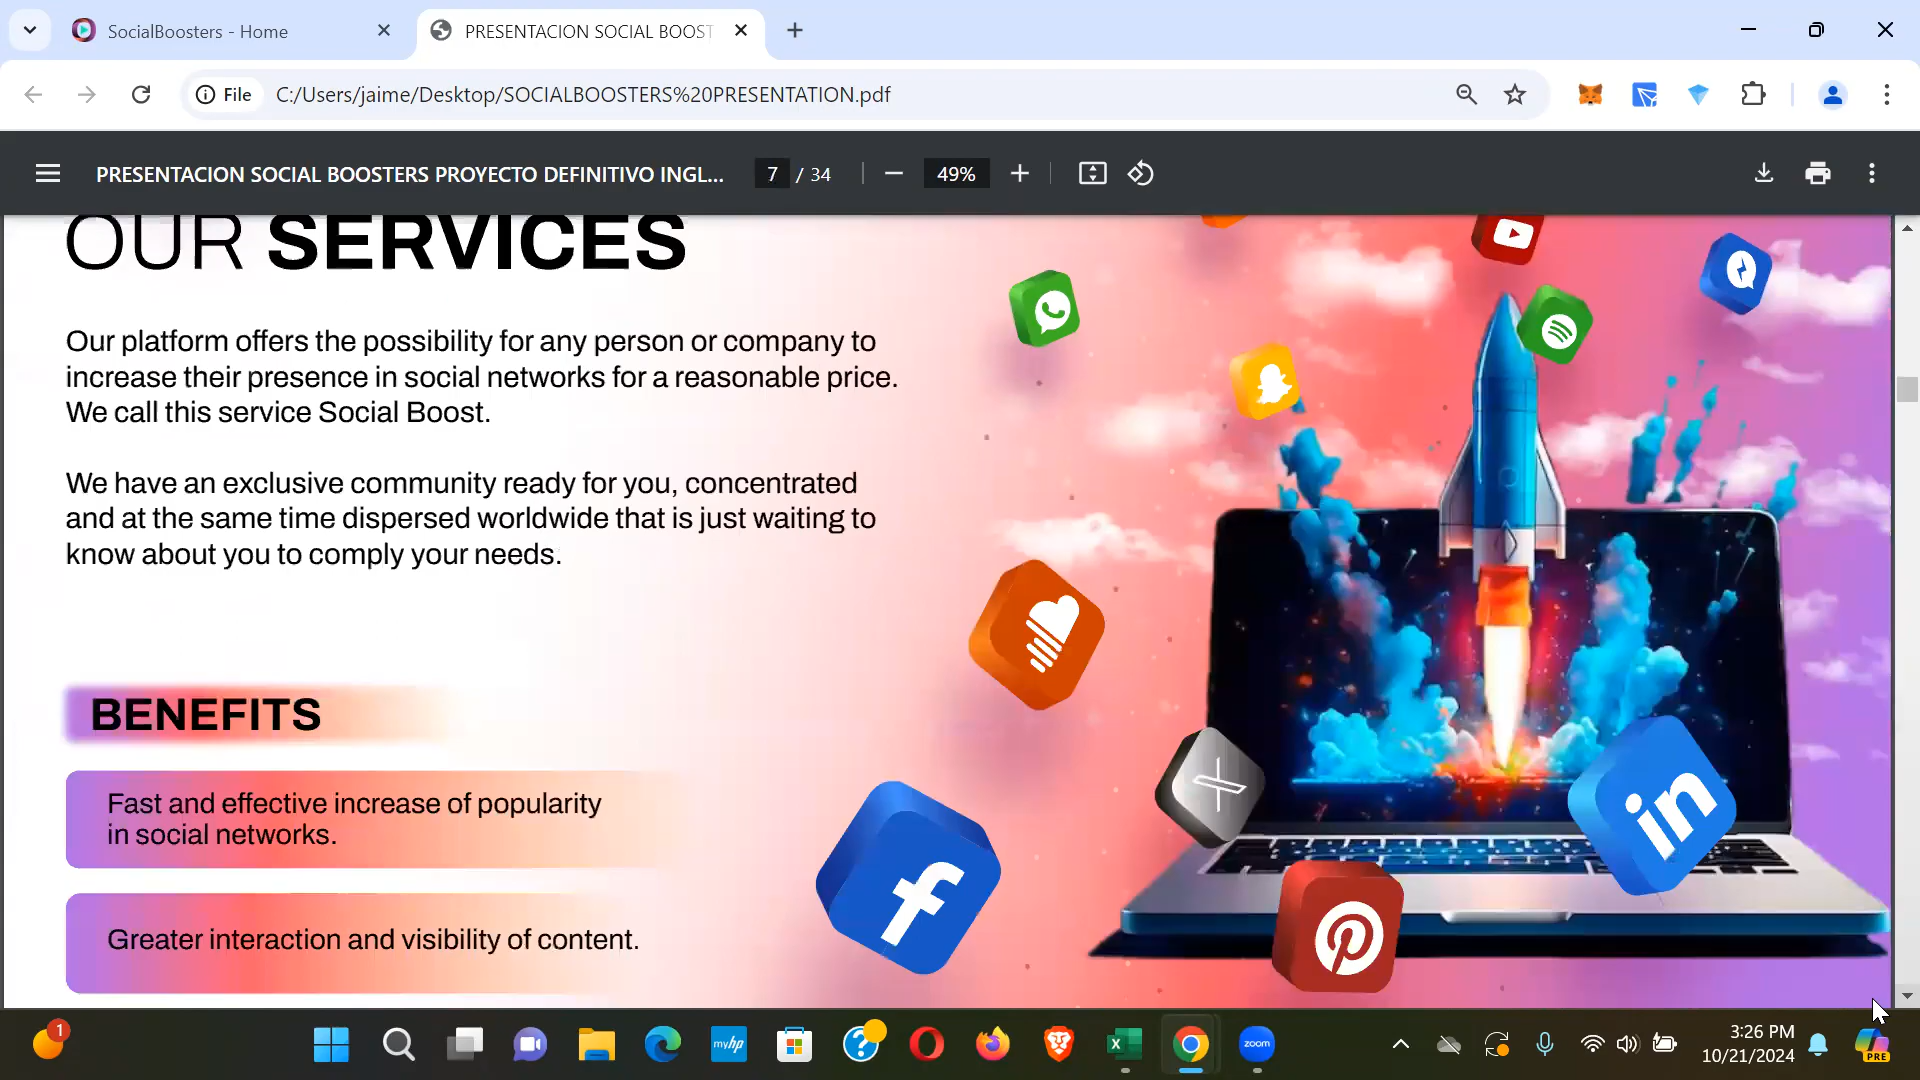 SocialBoosters - Home
PRESENTACION SOCIAL BOOST
File
C:/Users/jaime/Desktop/SOCIALBOOSTERS%20PRESENTATION.pdf
PRESENTACION SOCIAL BOOSTERS PROYECTO DEFINITIVO INGL...
7 / 34
49%
OUR SERVICES
Our platform offers the possibility for any person or company to
increase their presence in social networks for a reasonable price.
We call this service Social Boost.
We have an exclusive community ready for you, concentrated
and at the same time dispersed worldwide that is just waiting to
know about you to comply your needs.
BENEFITS
Fast and effective increase of popularity
in social networks.
Greater interaction and visibility of content.
in
1
myhp
zoom
3:26 PM
10/21/2024
PRE